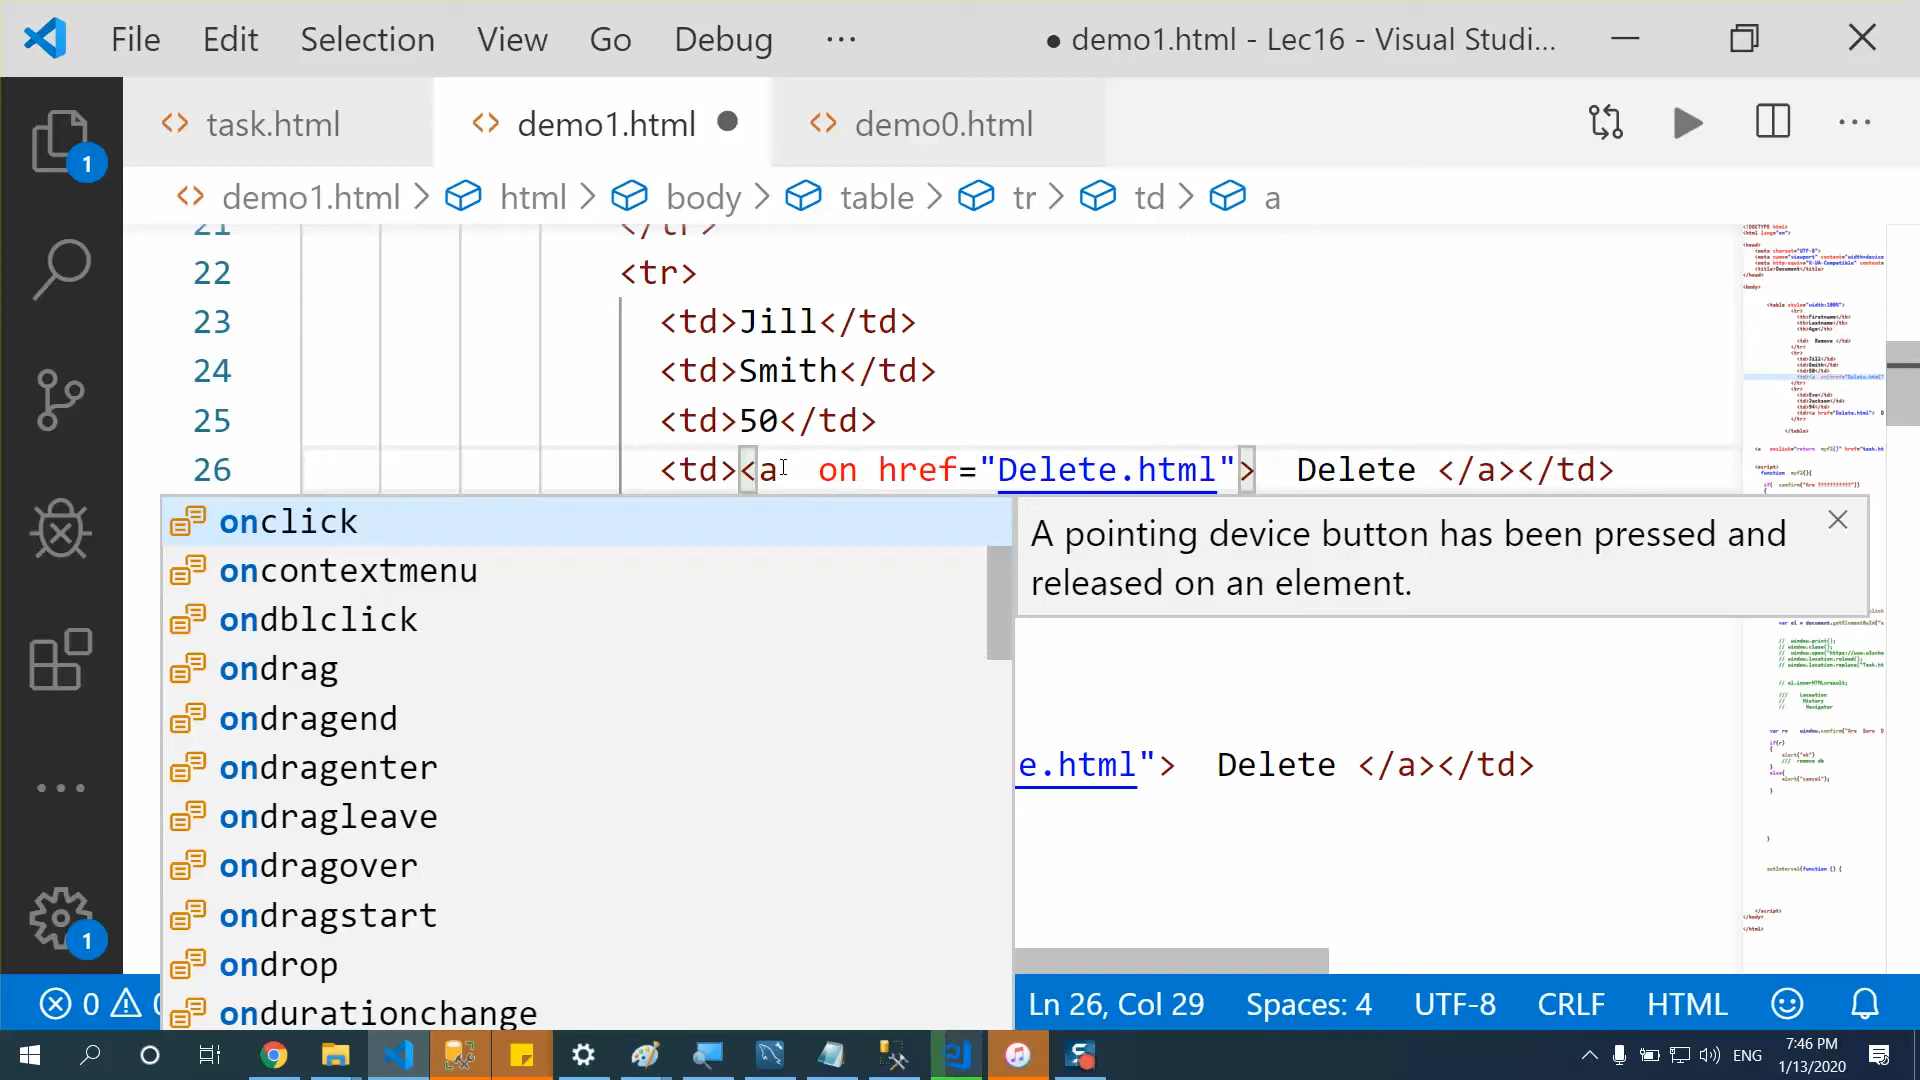 File Edit Selection View Go Debug ··· ● demo1.html - Lec16 - Visual Studi...
task.html demo1.html ● demo0.html
demo1.html > html > body > table > tr > td > a
21 </tr>
22 <tr>
23 <td>Jill</td>
24 <td>Smith</td>
25 <td>50</td>
26 <td><a on href="Delete.html"> Delete </a></td>
onclick
A pointing device button has been pressed and
released on an element.
oncontextmenu
ondblclick
ondrag
ondragend
ondragenter
e.html"> Delete </a></td>
ondragleave
ondragover
ondragstart
ondrop
ondurationchange
1
1
0 Ln 26, Col 29 Spaces: 4 UTF-8 CRLF HTML
ENG 7:46 PM
1/13/2020